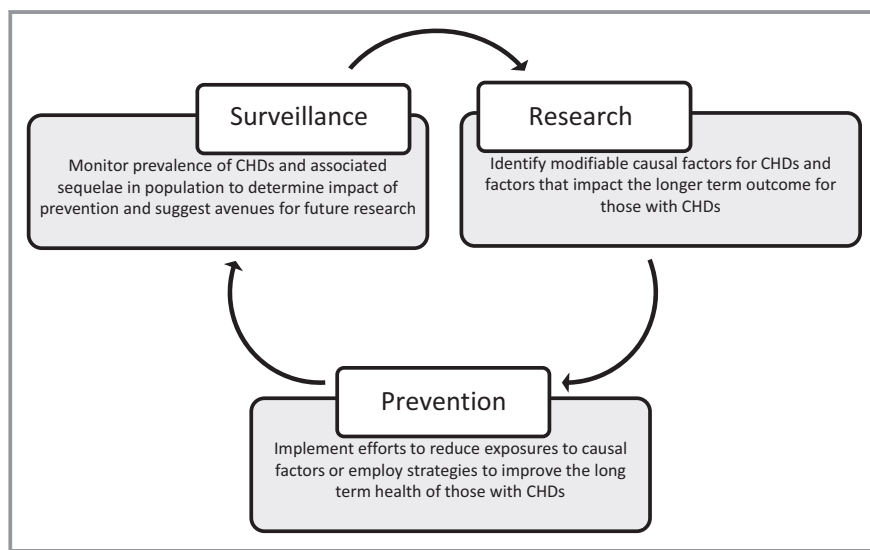 Surveillance
Monitor prevalence of CHDs and associated
sequelae in population to determine impact of
prevention and suggest avenues for future research
Research
Identify modifiable causal factors for CHDs and
factors that impact the longer term outcome for
those with CHDs
Prevention
Implement efforts to reduce exposures to causal
factors or employ strategies to improve the long
term health of those with CHDs